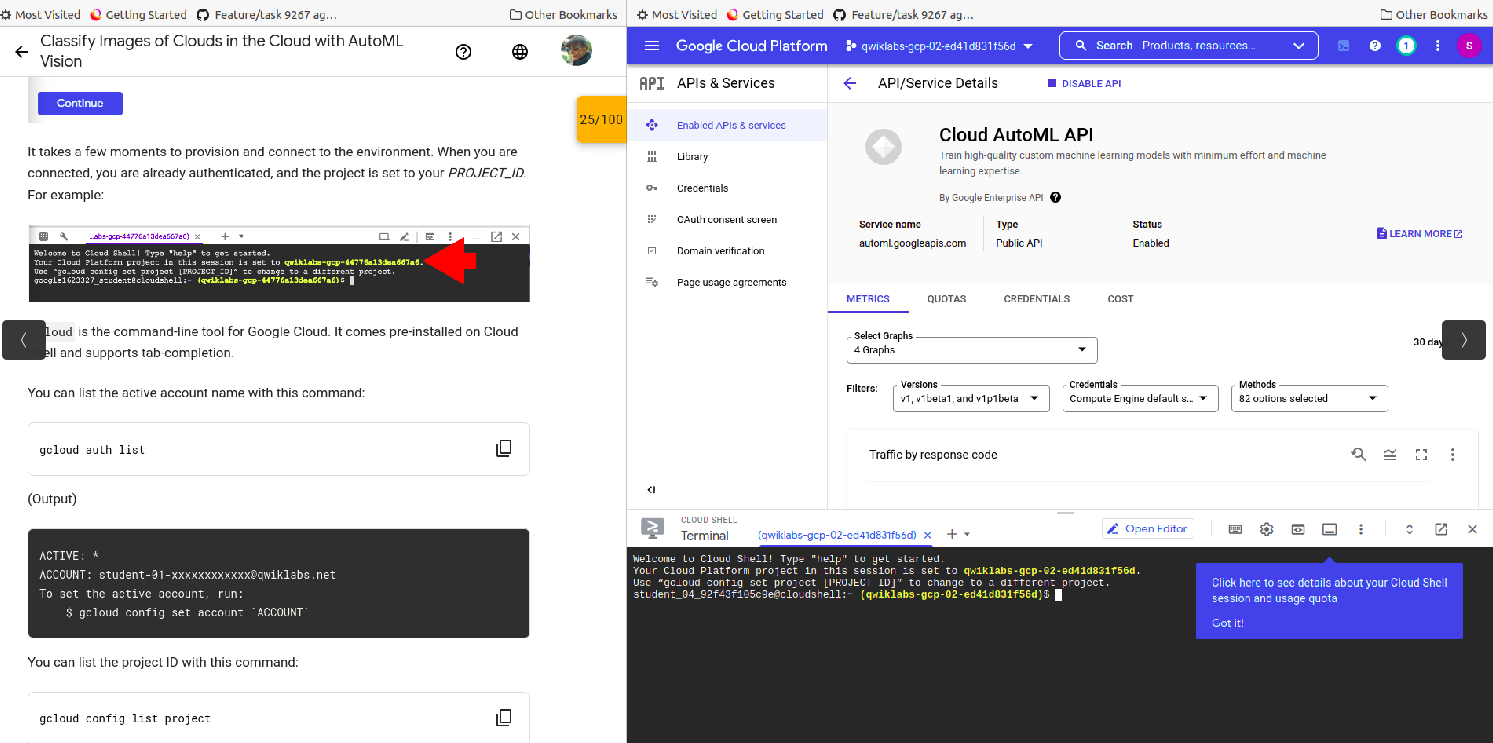 Most Visited
Getting Started
Feature/task 9267 ag...
Other Bookmarks
Classify Images of Clouds in the Cloud with AutoML
Vision
Continue
25/100
It takes a few moments to provision and connect to the environment. When you are
connected, you are already authenticated, and the project is set to your PROJECT_ID.
For example:
labs-gcp-44776a13dea667a6)
Welcome to Cloud Shell! Type "help" to get started.
Your Cloud Platform project in this session is set to qwiklabs-gcp-44776a13dea667a6.
Use "gcloud config set project [PROJECT ID]" to change to a different project.
google1623327_student@cloudshell:~ (qwiklabs-gcp-44776a13dea667a6)$
loud is the command-line tool for Google Cloud. It comes pre-installed on Cloud
ell and supports tab-completion.
You can list the active account name with this command:
gcloud auth list
(Output)
ACTIVE: *
ACCOUNT: student-01-xxxxxxxxxxxx@qwiklabs.net
To set the active account, run:
$ gcloud config set account `ACCOUNT`
You can list the project ID with this command:
gcloud config list project
Most Visited
Getting Started
Feature/task 9267 ag...
Other Bookmarks
Google Cloud Platform
qwiklabs-gcp-02-ed41d831f56d
Search Products, resources...
1
S
API APIs & Services
Enabled APIs & services
Library
Credentials
OAuth consent screen
Domain verification
Page usage agreements
API/Service Details
DISABLE API
Cloud AutoML API
Train high-quality custom machine learning models with minimum effort and machine
learning expertise.
By Google Enterprise API
Service name
automl.googleapis.com
Type
Public API
Status
Enabled
LEARN MORE
METRICS
QUOTAS
CREDENTIALS
COST
Select Graphs
4 Graphs
30 day
Filters:
Versions
v1, v1beta1, and v1p1beta
Credentials
Compute Engine default s...
Methods
82 options selected
Traffic by response code
CLOUD SHELL
Terminal
(qwiklabs-gcp-02-ed41d831f56d)
Open Editor
Welcome to Cloud Shell! Type "help" to get started.
Your Cloud Platform project in this session is set to qwiklabs-gcp-02-ed41d831f56d.
Use “gcloud config set project [PROJECT ID]” to change to a different project.
student_04_92f43f105c9e@cloudshell:~ (qwiklabs-gcp-02-ed41d831f56d)$
Click here to see details about your Cloud Shell
session and usage quota
Got it!